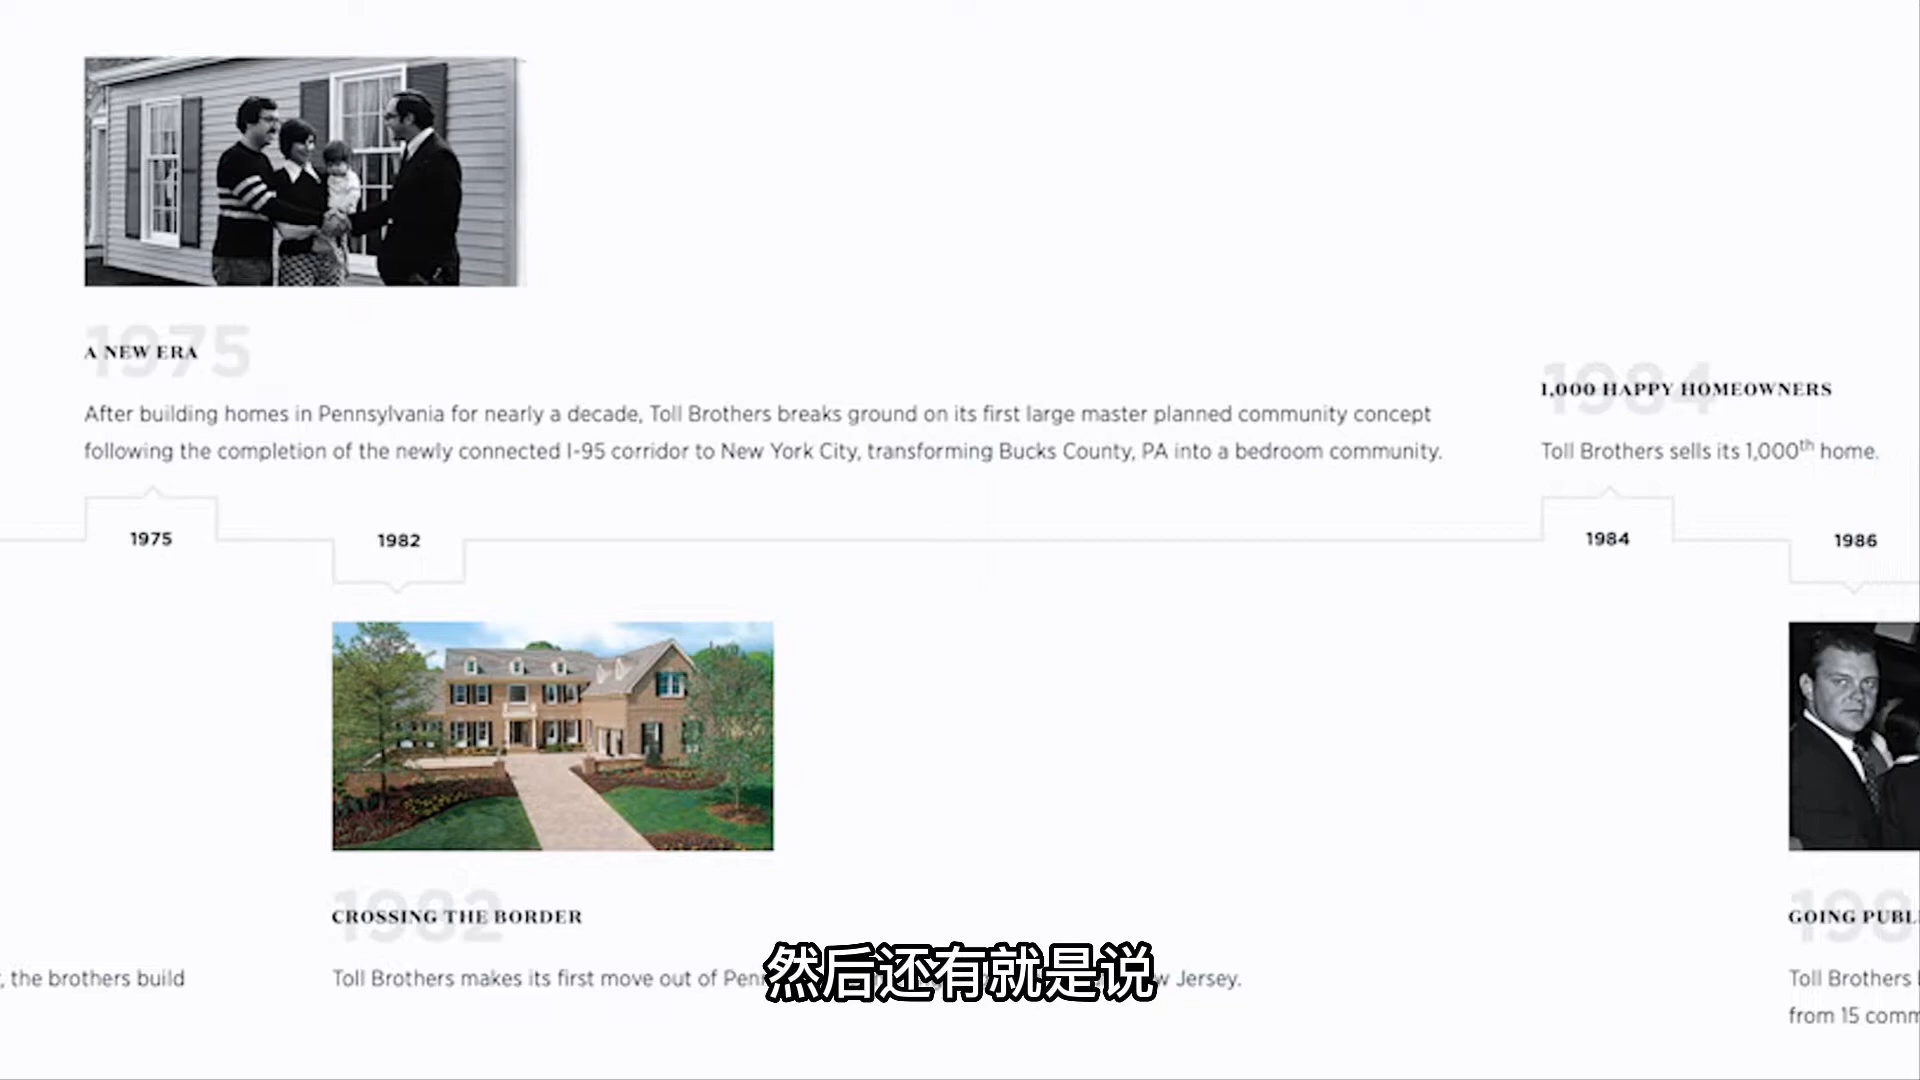 1975
A NEW ERA
After building homes in Pennsylvania for nearly a decade, Toll Brothers breaks ground on its first large master planned community concept
following the completion of the newly connected I-95 corridor to New York City, transforming Bucks County, PA into a bedroom community.
1984
1,000 HAPPY HOMEOWNERS
Toll Brothers sells its 1,000th home.
1975
1982
1984
1986
, the brothers build
1982
CROSSING THE BORDER
Toll Brothers makes its first move out of Jersey.
然后还有就是说
198
GOING PUBL
Toll Brothers
from 15 comm